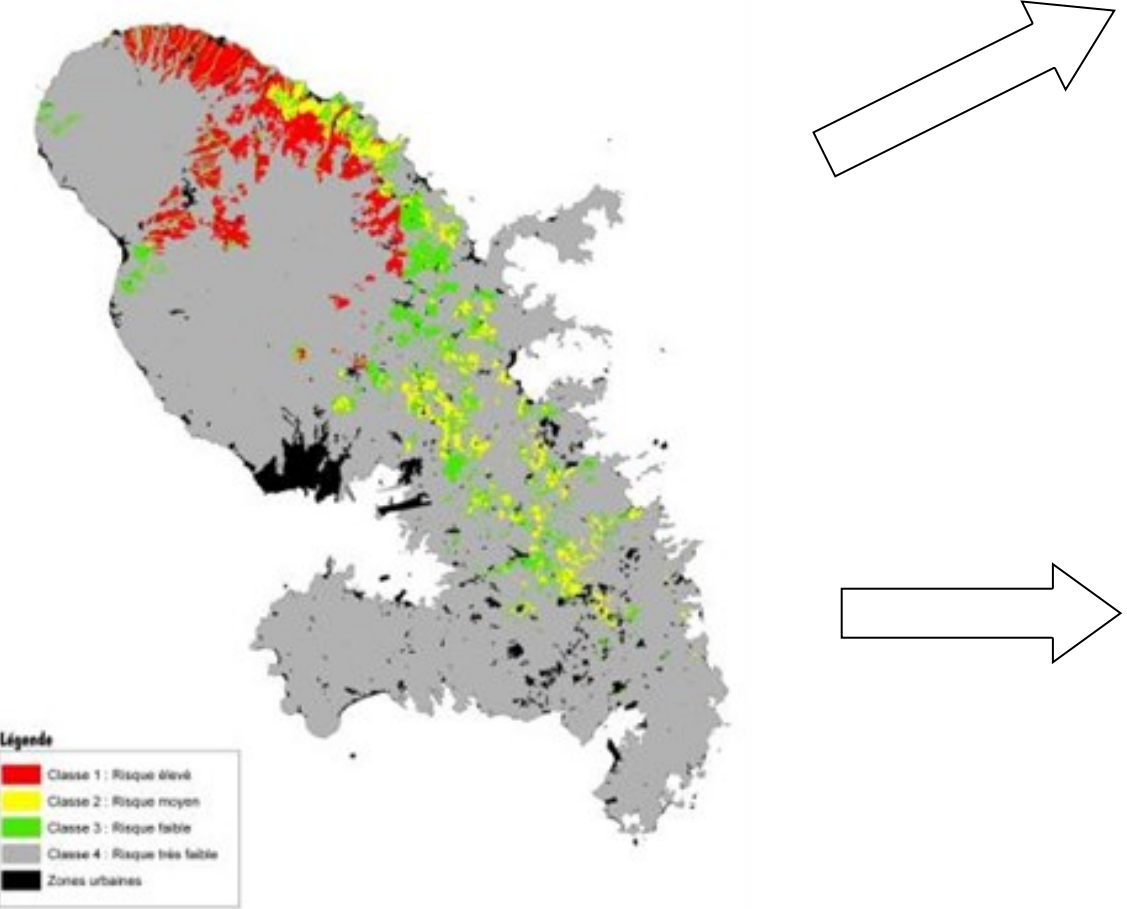 Légende
Classe 1 : Risque élevé
Classe 2 : Risque moyen
Classe 3 : Risque faible
Classe 4 : Risque très faible
Zones urbaines